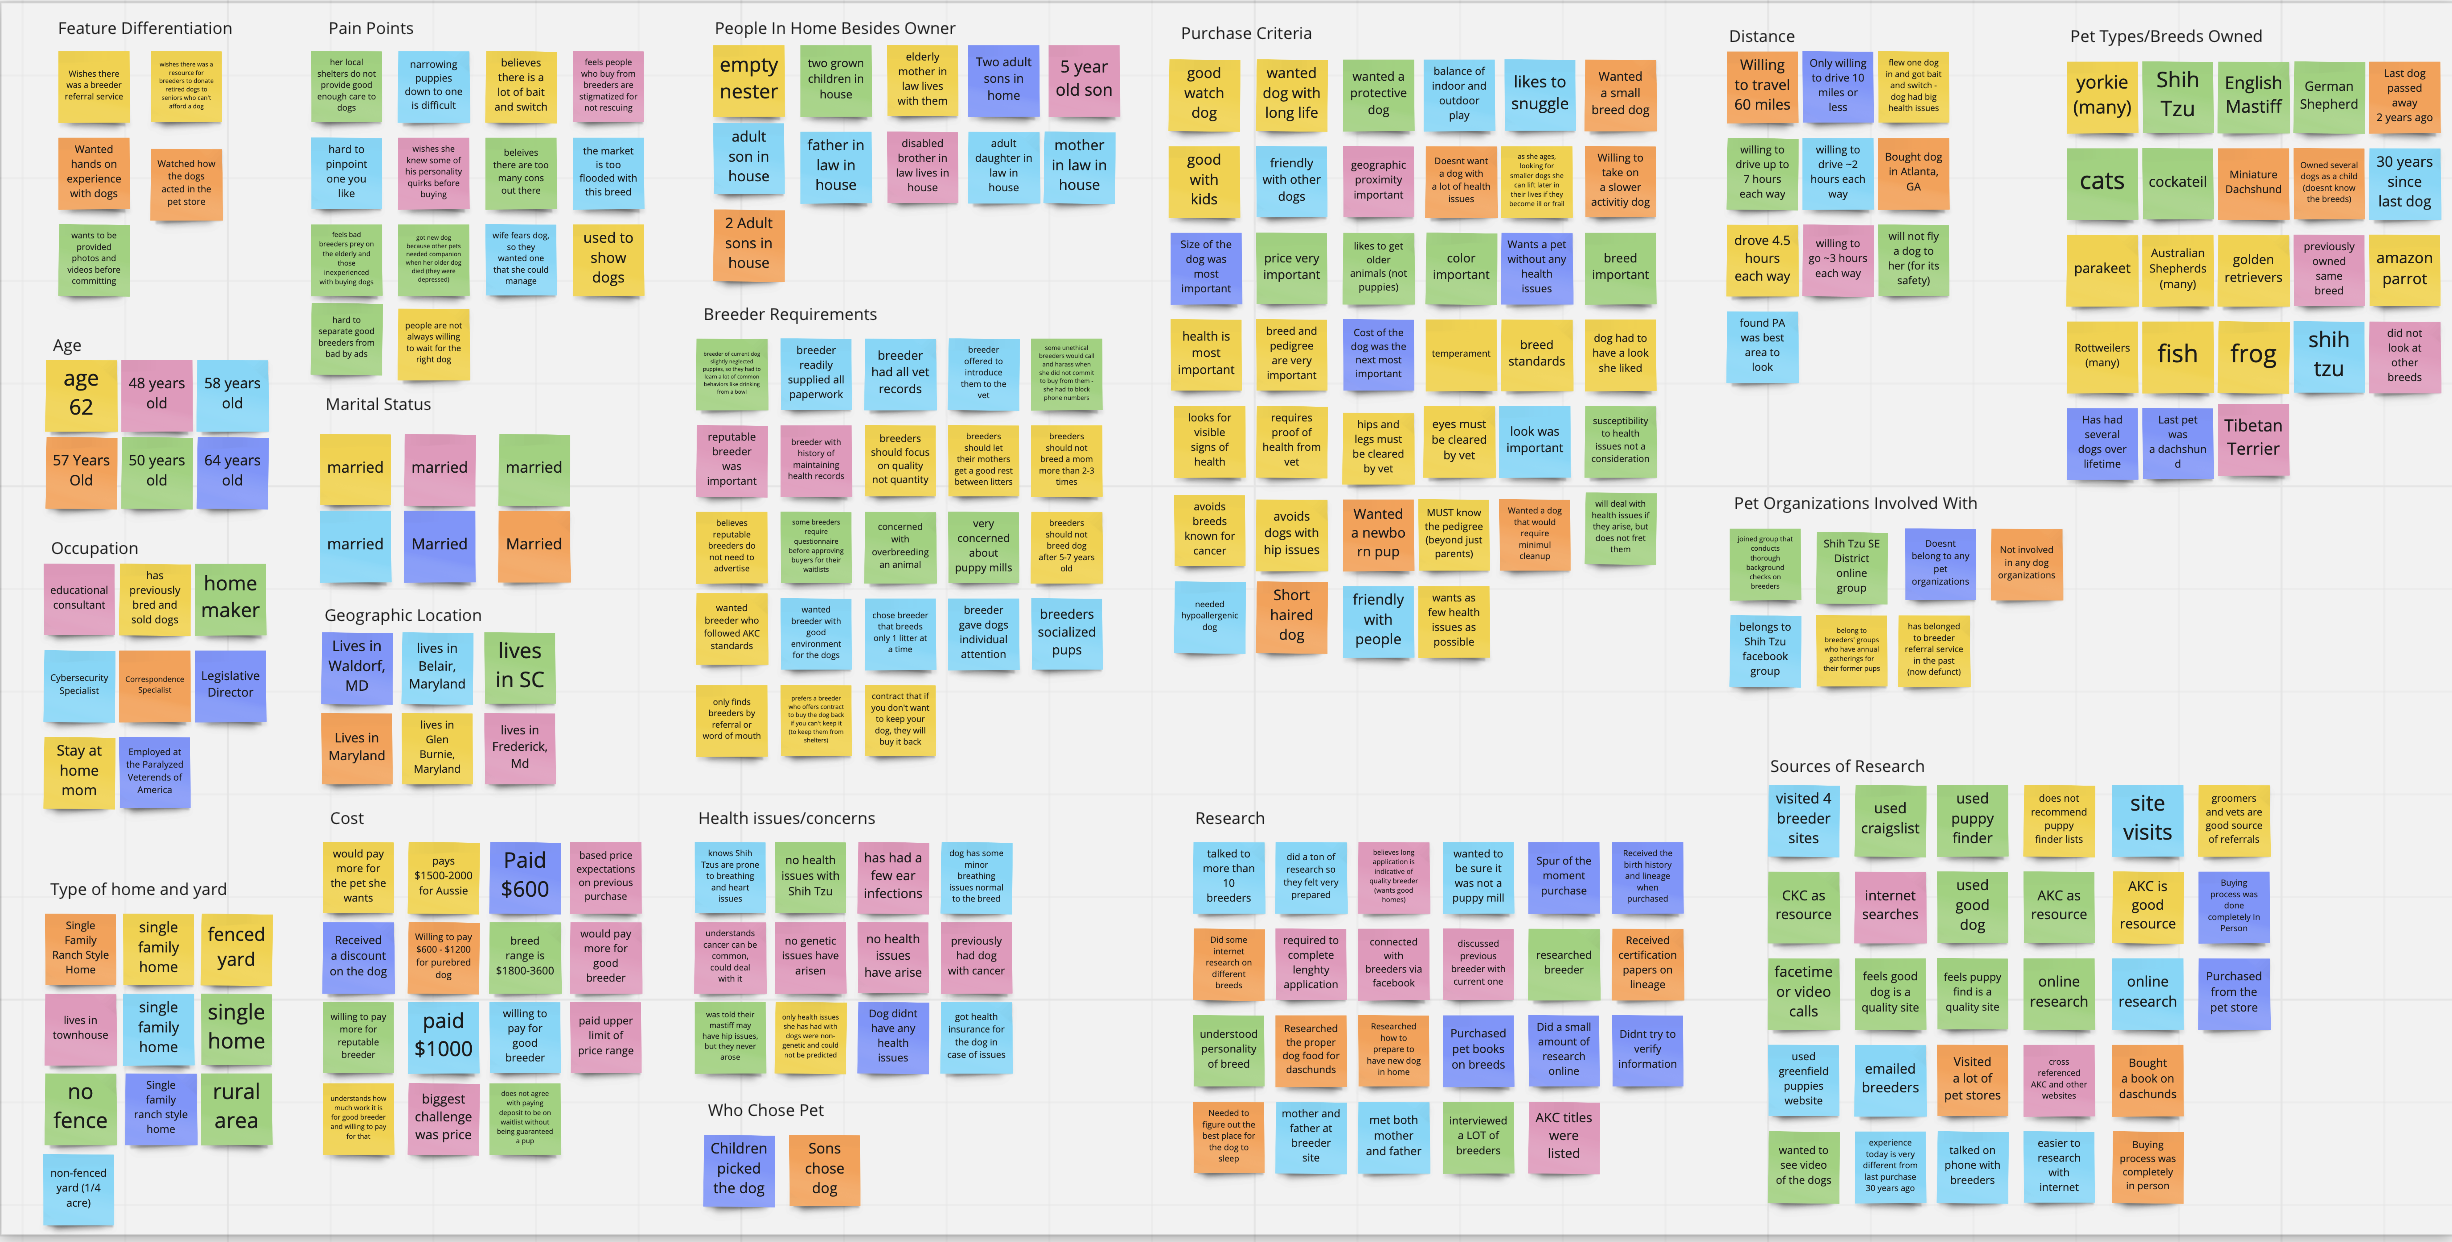 Feature Differentiation
Wishes there
was a breeder
referral service
wishes there was a
resource for
breeders to donate
retired dogs to
seniors who can't
afford a dog
Wanted
hands on
experience
with dogs
Watched how
the dogs
acted in the
pet store
wants to be
provided
photos and
videos before
committing
Pain Points
her local
shelters do not
provide good
enough care to
dogs
narrowing
puppies
down to one
is difficult
believes
there is a
lot of bait
and switch
feels people
who buy from
breeders are
stigmatized for
not rescuing
hard to
pinpoint
one you
like
wishes she
knew some of
his personality
quirks before
buying
beleives
there are too
many cons
out there
the market
is too
flooded with
this breed
feels bad
breeders prey on
the elderly and
those
inexperienced
with buying dogs
got new dog
because other pets
needed companion
when her older dog
died (they were
depressed)
wife fears dog,
so they
wanted one
that she could
manage
used to
show
dogs
hard to
separate good
breeders from
bad by ads
people are not
always willing
to wait for the
right dog
People In Home Besides Owner
empty
nester
two grown
children in
house
elderly
mother in
law lives
with them
Two adult
sons in
home
5 year
old son
adult
son in
house
father in
law in
house
disabled
brother in
law lives in
house
adult
daughter in
law in
house
mother
in law in
house
2 Adult
sons in
house
Purchase Criteria
good
watch
dog
wanted
dog with
long life
wanted a
protective
dog
balance of
indoor and
outdoor
play
likes to
snuggle
Wanted
a small
breed dog
good
with
kids
friendly
with other
dogs
geographic
proximity
important
Doesnt want
a dog with
a lot of health
issues
as she ages,
looking for
smaller dogs she
can lift later in
their lives if they
become ill or frail
Willing to
take on
a slower
activitiy dog
Size of the
dog was
most
important
price very
important
likes to get
older
animals (not
puppies)
color
important
Wants a pet
without any
health
issues
breed
important
health is
most
important
breed and
pedigree
are very
important
Cost of the
dog was the
next most
important
temperament
breed
standards
dog had to
have a look
she liked
looks for
visible
signs of
health
requires
proof of
health from
vet
hips and
legs must
be cleared
by vet
eyes must
be cleared
by vet
look was
important
susceptibility
to health
issues not a
consideration
avoids
breeds
known for
cancer
avoids
dogs with
hip issues
Wanted
a newbo
rn pup
MUST know
the pedigree
(beyond just
parents)
Wanted a dog
that would
require
minimul
cleanup
will deal with
health issues if
they arise, but
does not fret
them
needed
hypoallergenic
dog
Short
haired
dog
friendly
with
people
wants as
few health
issues as
possible
Distance
Willing
to travel
60 miles
Only willing
to drive 10
miles or
less
flew one dog
in and got bait
and switch -
dog had big
health issues
willing to
drive up to
7 hours
each way
willing to
drive ~2
hours each
way
Bought dog
in Atlanta,
GA
drove 4.5
hours
each way
willing to
go ~3 hours
each way
will not fly
a dog to
her (for its
safety)
found PA
was best
area to
look
Pet Types/Breeds Owned
yorkie
(many)
Shih
Tzu
English
Mastiff
German
Shepherd
Last dog
passed
away
2 years ago
cats
cockateil
Miniature
Dachshund
Owned several
dogs as a child
(doesnt know
the breeds)
30 years
since
last dog
parakeet
Australian
Shepherds
(many)
golden
retrievers
previously
owned
same
breed
amazon
parrot
Rottweilers
(many)
fish
frog
shih
tzu
did not
look at
other
breeds
Has had
several
dogs over
lifetime
Last pet
was
a dachshun
d
Tibetan
Terrier
Age
age
62
48 years
old
58 years
old
57 Years
Old
50 years
old
64 years
old
Marital Status
married
married
married
married
Married
Married
Breeder Requirements
breeder of current dog
slightly neglected
puppies, so they had to
learn a lot of common
behaviors like drinking
from a bowl
breeder
readily
supplied all
paperwork
breeder
had all vet
records
breeder
offered to
introduce
them to the
vet
some unethical
breeders would call
and harass when
she did not commit
to buy from them -
she had to block
phone numbers
reputable
breeder
was
important
breeder with
history of
maintaining
health records
breeders
should focus
on quality
not quantity
breeders
should let
their mothers
get a good rest
between litters
breeders
should not
breed a mom
more than 2-3
times
believes
reputable
breeders do
not need to
advertise
some breeders
require
questionnaire
before approving
buyers for their
waitlists
concerned
with
overbreeding
an animal
very
concerned
about
puppy mills
breeders
should not
breed dog
after 5-7 years
old
wanted
breeder who
followed AKC
standards
wanted
breeder with
good
environment
for the dogs
chose breeder
that breeds
only 1 litter at
a time
breeder
gave dogs
individual
attention
breeders
socialized
pups
only finds
breeders by
referral or
word of mouth
prefers a breeder
who offers contract
to buy the dog back
if you can't keep it
(to keep them from
shelters)
contract that if
you don't want
to keep your
dog, they will
buy it back
Pet Organizations Involved With
joined group that
conducts
thorough
background
checks on
breeders
Shih Tzu SE
District
online
group
Doesnt
belong to any
pet
organizations
Not involved
in any dog
organizations
belongs to
Shih Tzu
facebook
group
belong to
breeders' groups
who have annual
gatherings for
their former pups
has belonged
to breeder
referral service
in the past
(now defunct)
Occupation
educational
consultant
has
previously
bred and
sold dogs
home
maker
Cybersecurity
Specialist
Correspondence
Specialist
Legislative
Director
Stay at
home
mom
Employed at
the Paralyzed
Veterends of
America
Geographic Location
Lives in
Waldorf,
MD
lives in
Belair,
Maryland
lives
in SC
Lives in
Maryland
lives in
Glen
Burnie,
Maryland
lives in
Frederick,
Md
Cost
would pay
more for
the pet she
wants
pays
$1500-2000
for Aussie
Paid
$600
based price
expectations
on previous
purchase
Received
a discount
on the dog
Willing to pay
$600 - $1200
for purebred
dog
breed
range is
$1800-3600
would pay
more for
good
breeder
willing to pay
more for
reputable
breeder
paid
$1000
willing to
pay for
good
breeder
paid upper
limit of
price range
understands how
much work it is
for good breeder
and willing to pay
for that
biggest
challenge
was price
does not agree
with paying
deposit to be on
waitlist without
being guaranteed
a pup
Health issues/concerns
knows Shih
Tzus are prone
to breathing
and heart
issues
no health
issues with
Shih Tzu
has had a
few ear
infections
dog has some
minor
breathing
issues normal
to the breed
understands
cancer can be
common,
could deal
with it
no genetic
issues have
arisen
no health
issues
have arise
previously
had dog
with cancer
was told their
mastiff may
have hip issues,
but they never
arose
only health issues
she has had with
dogs were non-
genetic and could
not be predicted
Dog didnt
have any
health
issues
got health
insurance for
the dog in
case of issues
Who Chose Pet
Children
picked
the dog
Sons
chose
dog
Type of home and yard
Single
Family
Ranch Style
Home
single
family
home
fenced
yard
lives in
townhouse
single
family
home
single
home
no
fence
Single
family
ranch style
home
rural
area
non-fenced
yard (1/4
acre)
Research
talked to
more than
10
breeders
did a ton of
research so
they felt very
prepared
believes long
application is
indicative of
quality breeder
(wants good
homes)
wanted to
be sure it
was not a
puppy mill
Spur of the
moment
purchase
Received the
birth history
and lineage
when
purchased
Did some
internet
research on
different
breeds
required to
complete
lenghty
application
connected
with
breeders via
facebook
discussed
previous
breeder with
current one
researched
breeder
Received
certification
papers on
lineage
understood
personality
of breed
Researched
the proper
dog food for
daschunds
Researched
how to
prepare to
have new dog
in home
Purchased
pet books
on breeds
Did a small
amount of
research
online
Didnt try to
verify
information
Needed to
figure out the
best place for
the dog to
sleep
mother and
father at
breeder
site
met both
mother
and father
interviewed
a LOT of
breeders
AKC titles
were
listed
Sources of Research
visited 4
breeder
sites
used
craigslist
used
puppy
finder
does not
recommend
puppy
finder lists
site
visits
groomers
and vets are
good source
of referrals
CKC as
resource
internet
searches
used
good
dog
AKC as
resource
AKC is
good
resource
Buying
process was
done
completely In
Person
facetime
or video
calls
feels good
dog is a
quality site
feels puppy
find is a
quality site
online
research
online
research
Purchased
from the
pet store
used
greenfield
puppies
website
emailed
breeders
Visited
a lot of
pet stores
cross
referenced
AKC and other
websites
Bought
a book on
daschunds
wanted to
see video
of the dogs
experience
today is very
different from
last purchase
30 years ago
talked on
phone with
breeders
easier to
research
with
internet
Buying
process was
completely
in person